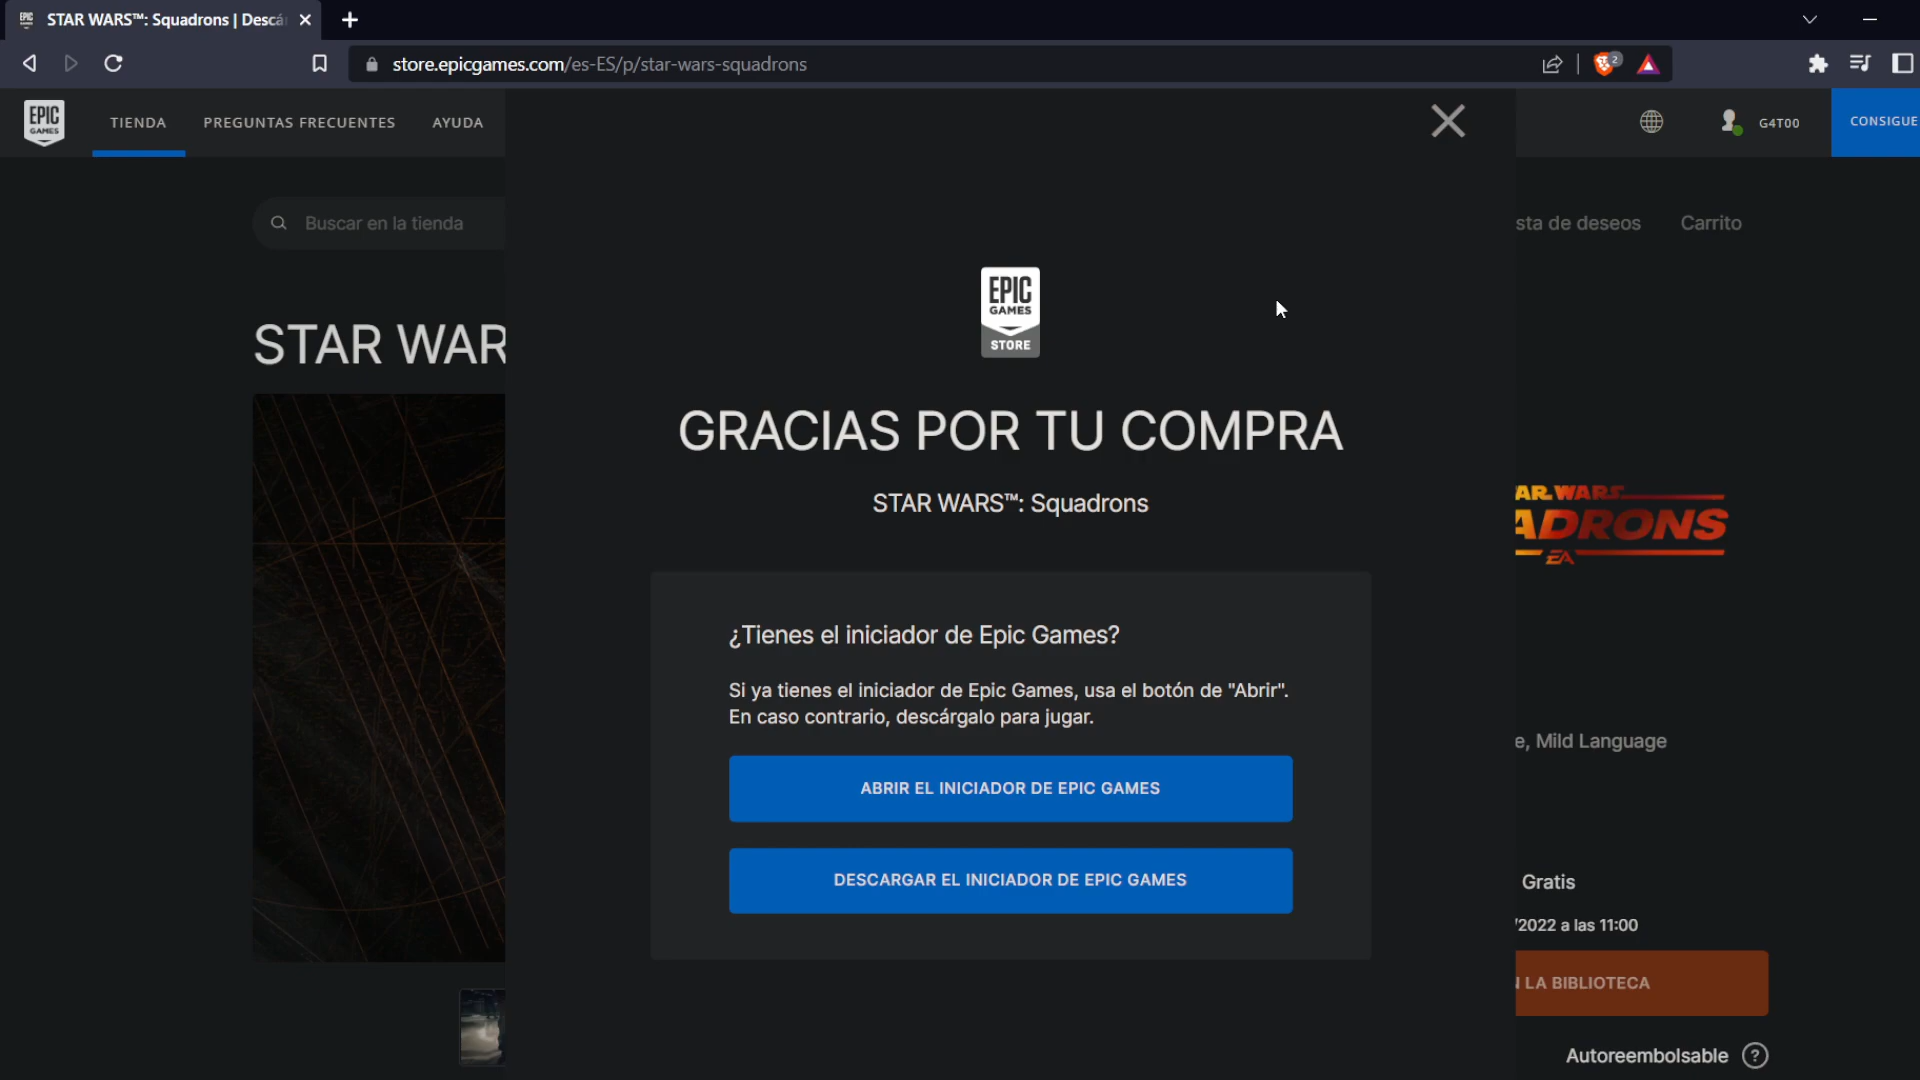 STAR WARS™: Squadrons | Descá
store.epicgames.com/es-ES/p/star-wars-squadrons
2
EPIC
GAMES
TIENDA
PREGUNTAS FRECUENTES
AYUDA
G4T00
CONSIGUE
Buscar en la tienda
sta de deseos
Carrito
STAR WAR
EPIC
GAMES
STORE
GRACIAS POR TU COMPRA
STAR WARS™: Squadrons
AR WARS
ADRONS
EA
¿Tienes el iniciador de Epic Games?
Si ya tienes el iniciador de Epic Games, usa el botón de "Abrir".
En caso contrario, descárgalo para jugar.
e, Mild Language
ABRIR EL INICIADOR DE EPIC GAMES
DESCARGAR EL INICIADOR DE EPIC GAMES
Gratis
/2022 a las 11:00
N LA BIBLIOTECA
Autoreembolsable ?